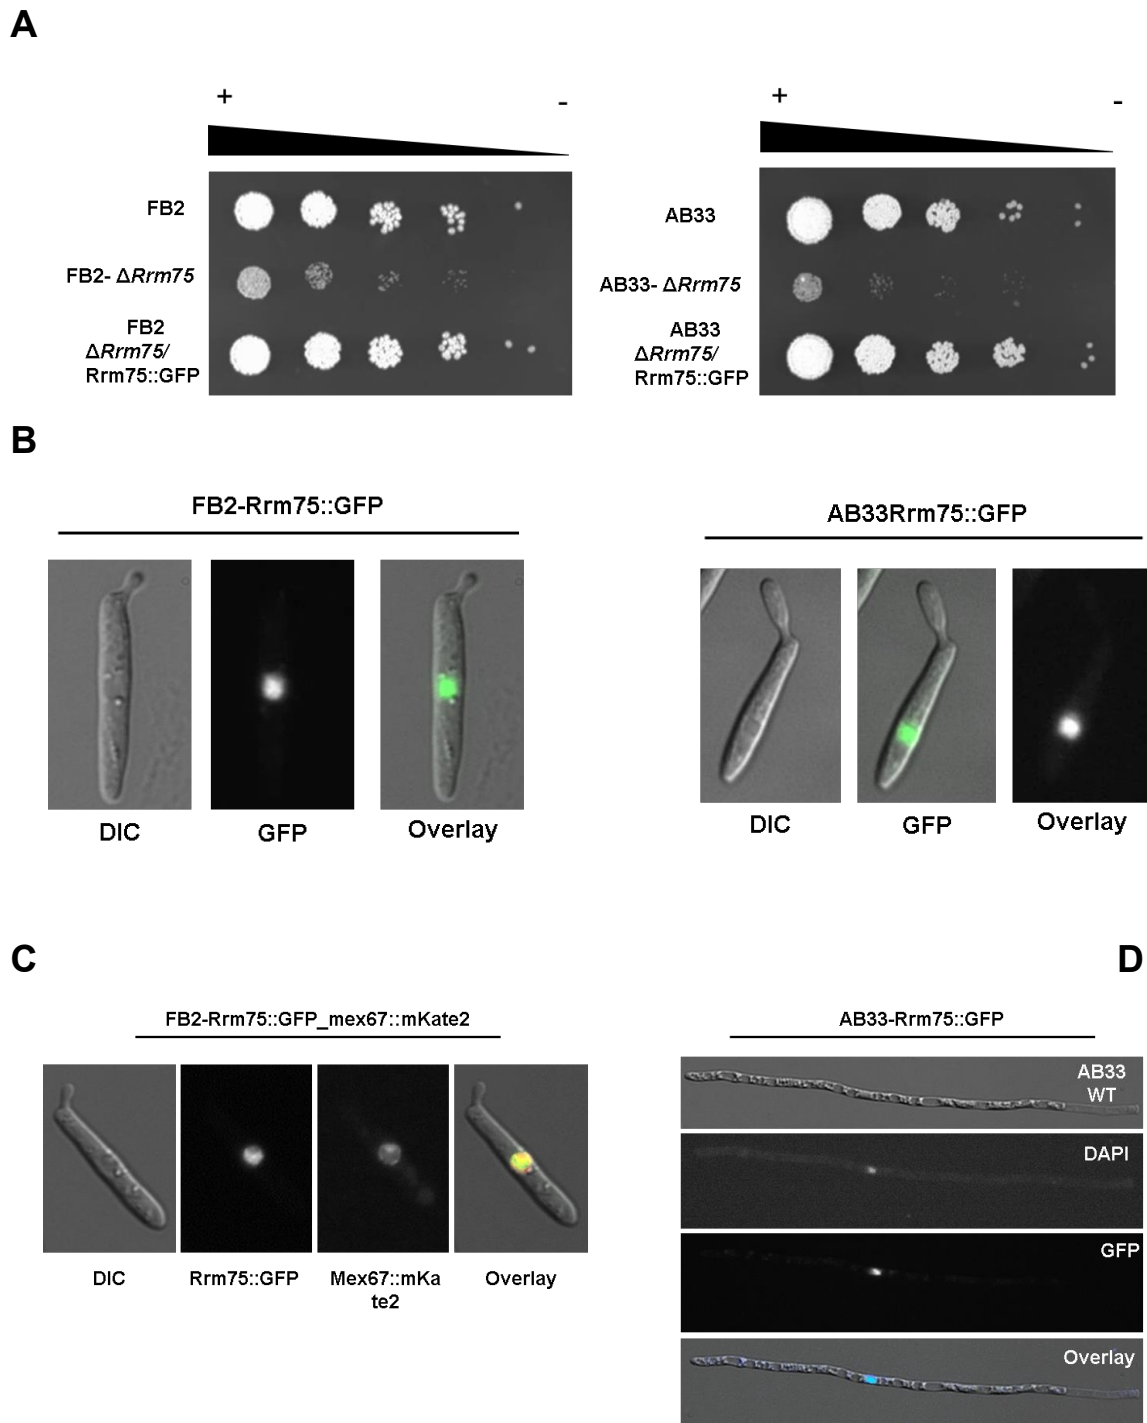 A
+ -
+ -
FB2
FB2- ΔRrm75
FB2
ΔRrm75/
Rrm75::GFP
AB33
AB33- ΔRrm75
AB33
ΔRrm75/
Rrm75::GFP
B
FB2-Rrm75::GFP
DIC GFP Overlay
AB33Rrm75::GFP
DIC GFP Overlay
C
FB2-Rrm75::GFP_mex67::mKate2
DIC Rrm75::GFP Mex67::mKa Overlay
te2
D
AB33-Rrm75::GFP
AB33
WT
DAPI
GFP
Overlay